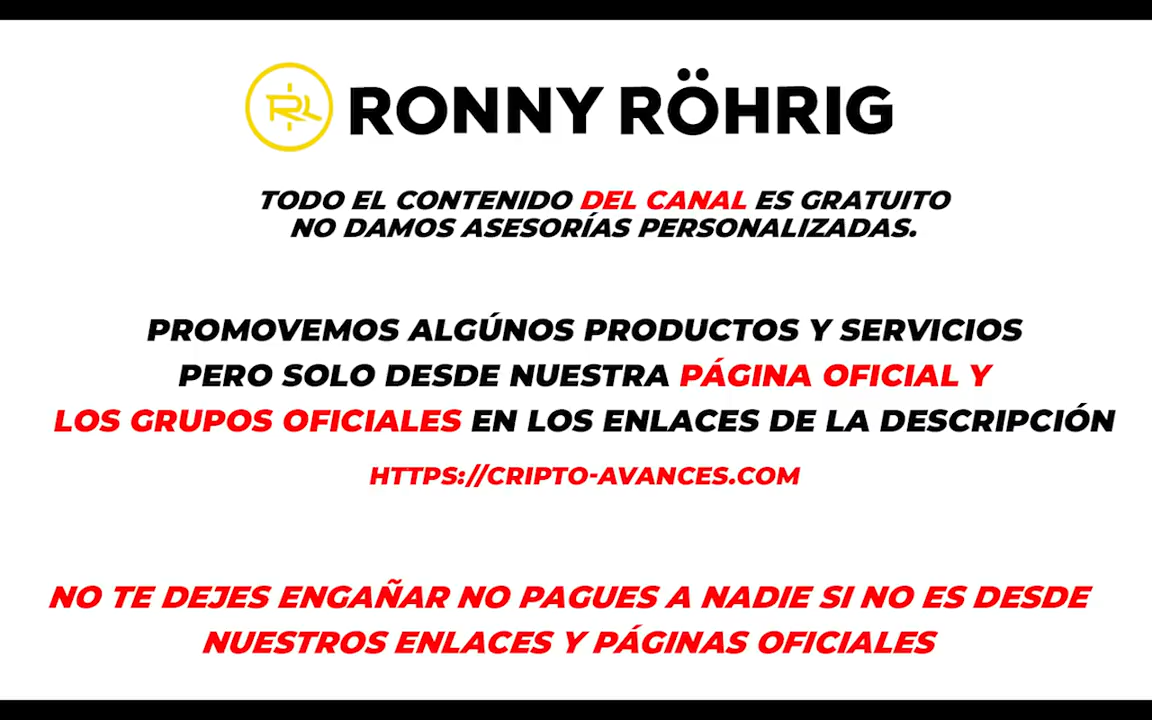 RONNY RÖHRIG
TODO EL CONTENIDO DEL CANAL ES GRATUITO
NO DAMOS ASESORÍAS PERSONALIZADAS.
PROMOVEMOS ALGÚNOS PRODUCTOS Y SERVICIOS
PERO SOLO DESDE NUESTRA PÁGINA OFICIAL Y
LOS GRUPOS OFICIALES EN LOS ENLACES DE LA DESCRIPCIÓN
HTTPS://CRIPTO-AVANCES.COM
NO TE DEJES ENGAÑAR NO PAGUES A NADIE SI NO ES DESDE
NUESTROS ENLACES Y PÁGINAS OFICIALES